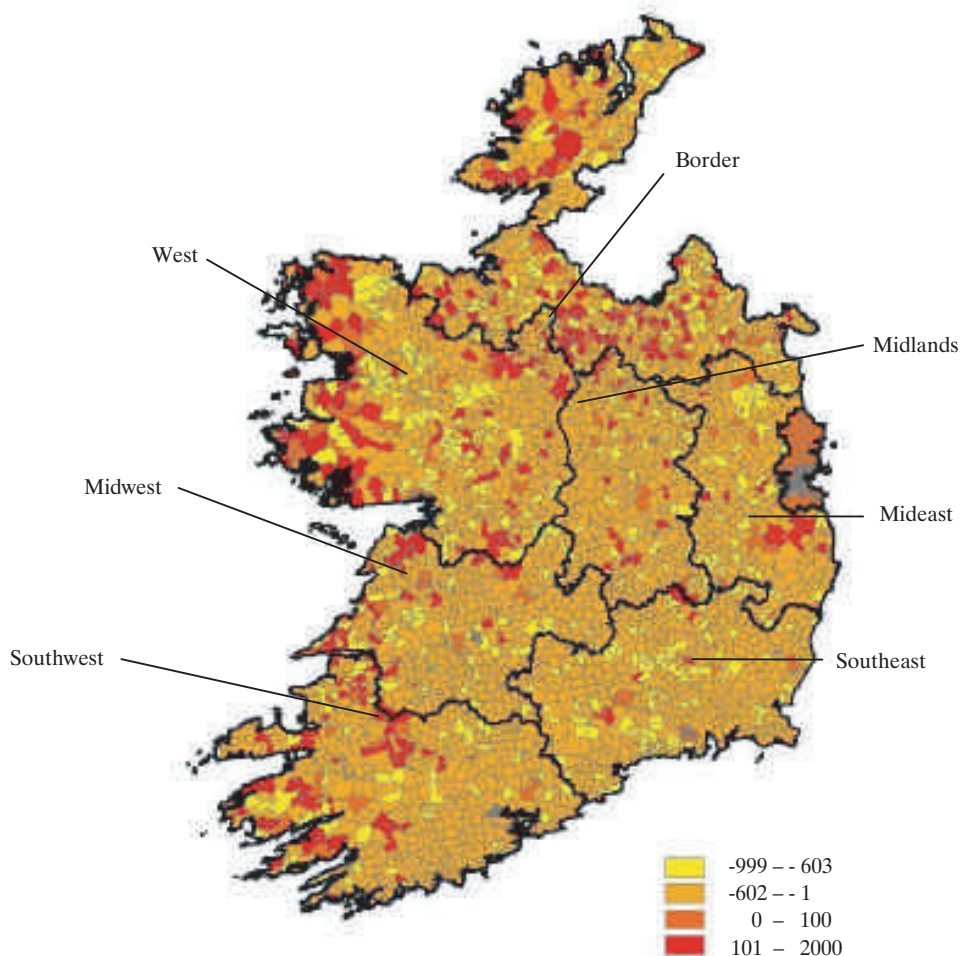 Border
West
Midlands
Midwest
Mideast
Southwest
Southeast
-999 – - 603
-602 – - 1
0 – 100
101 – 2000